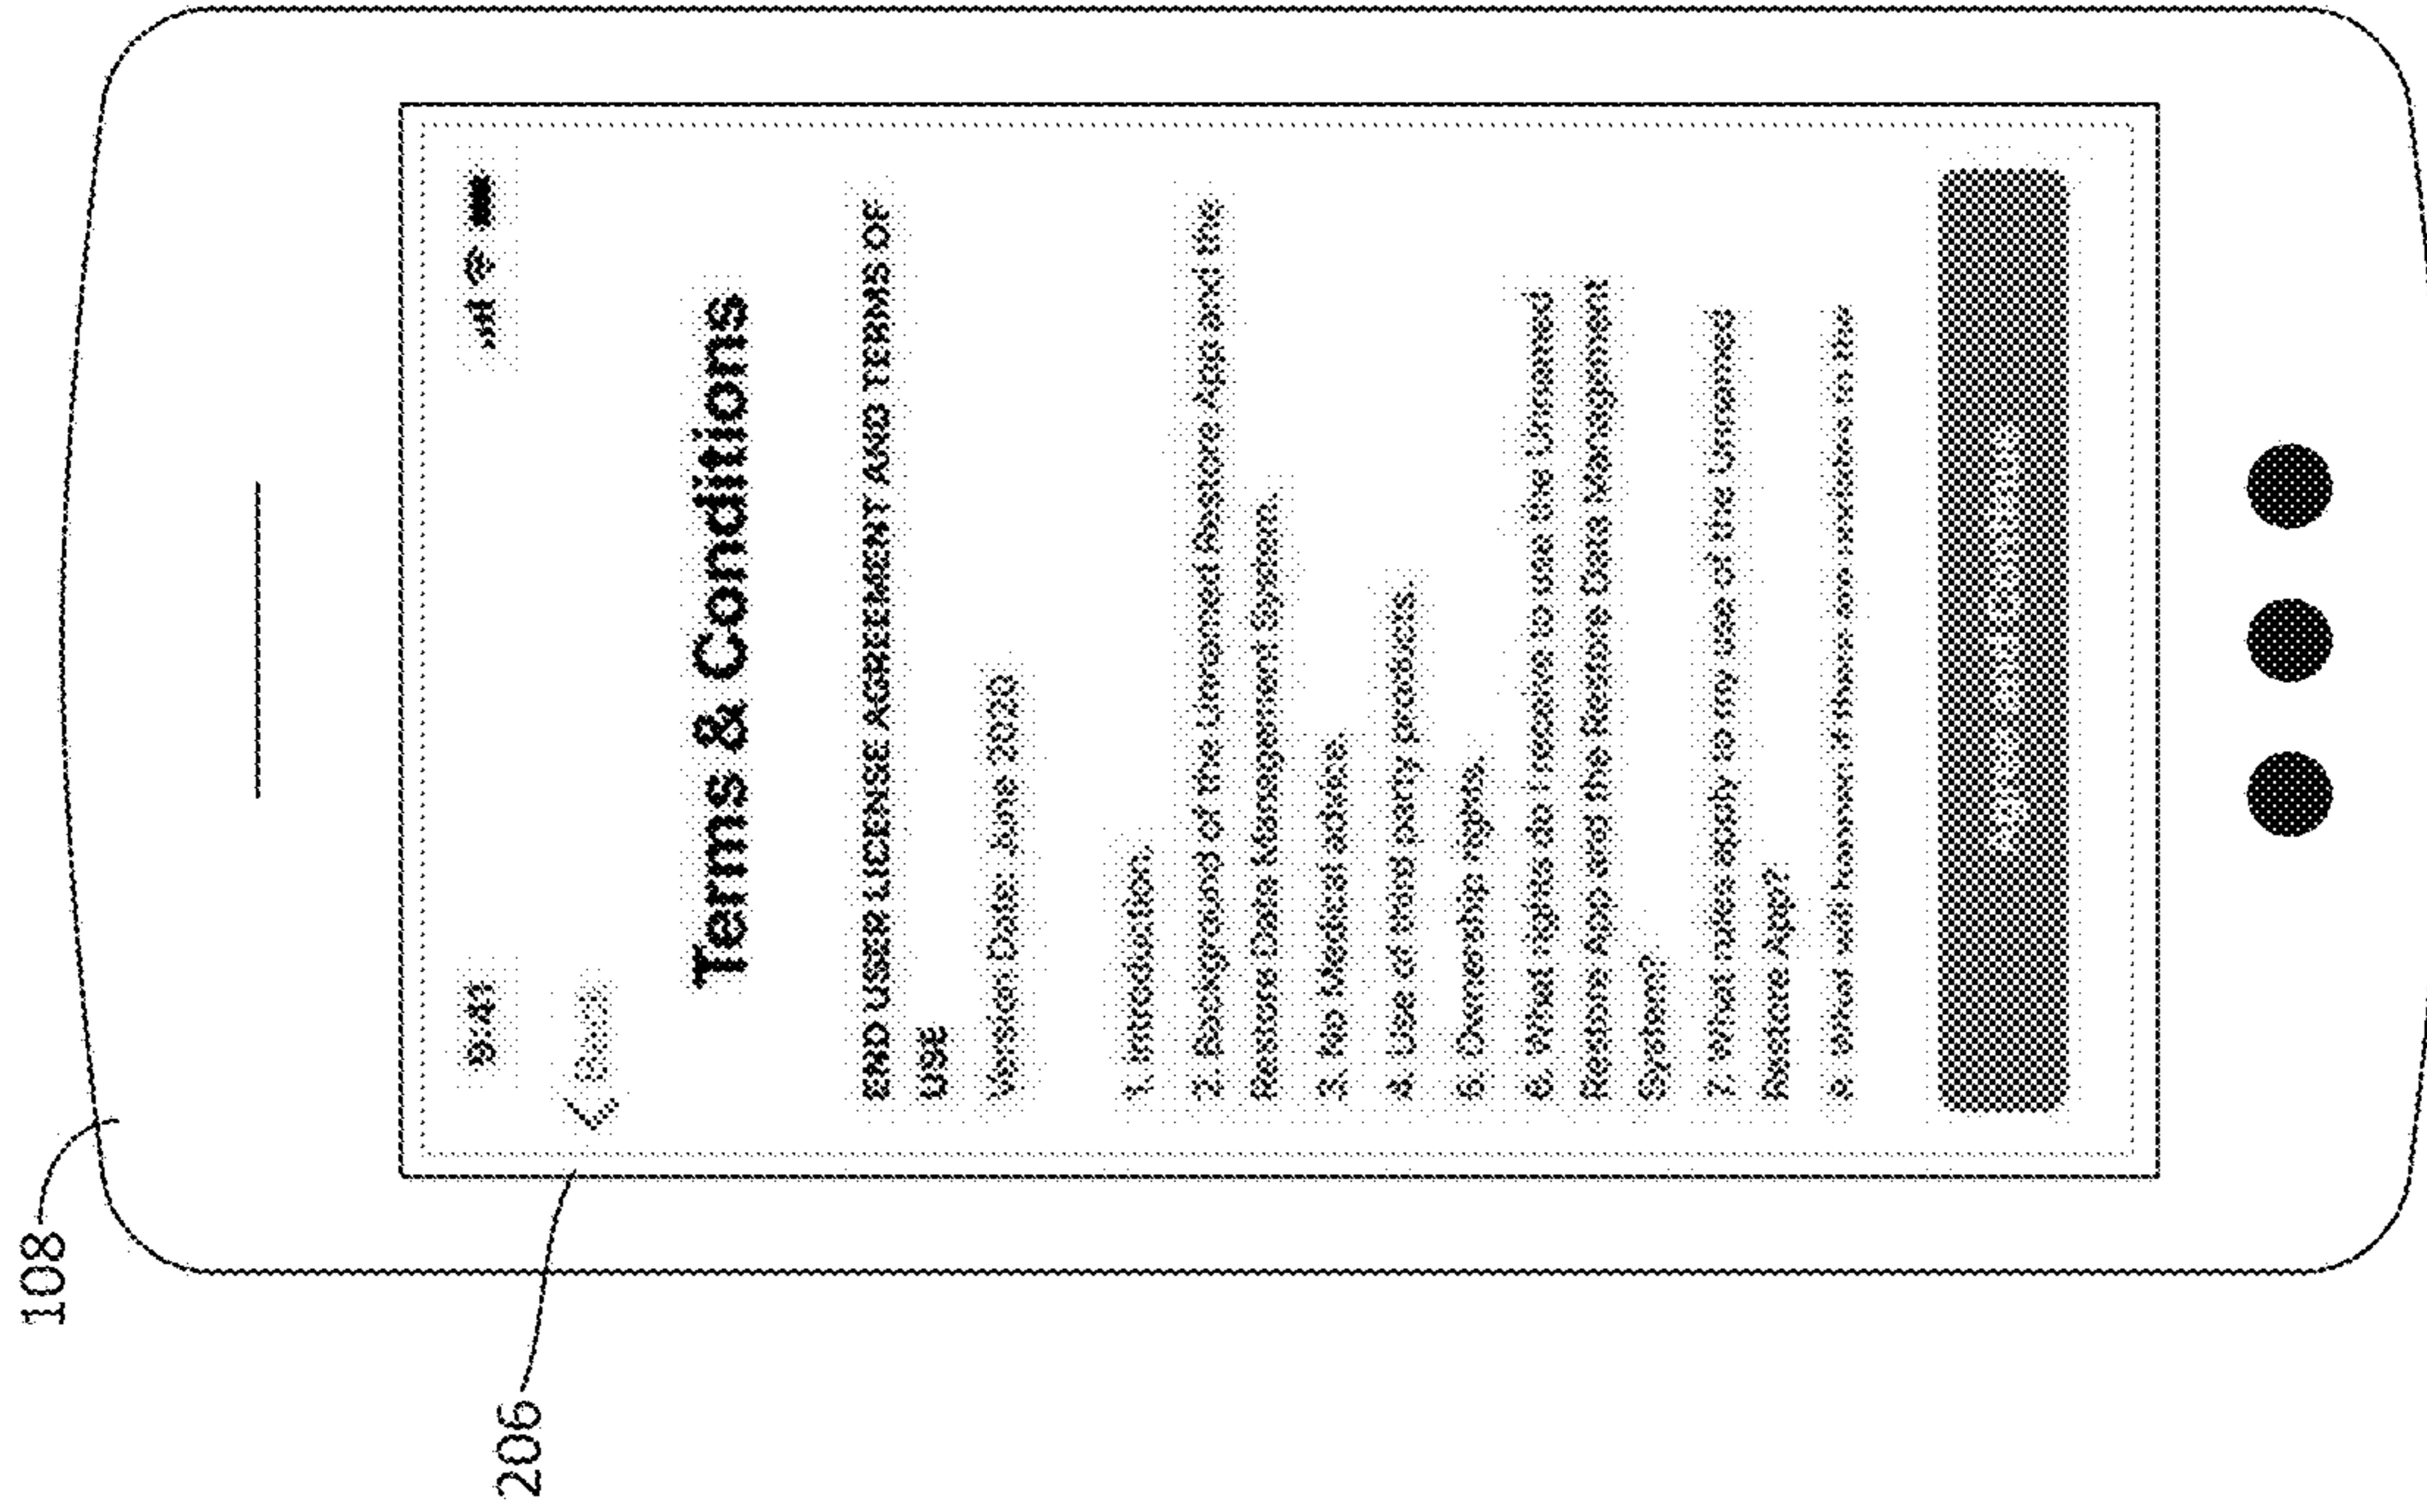 108
206
9:41
Back
Terms & Conditions
END USER LICENSE AGREEMENT AND TERMS OF
USE
Version Date: June 2020
1. Introduction.
2. Background of the Unnamed Restore App and the
Restore Data Management System.
3. No Medical advice.
4. Use of third party products.
5. Ownership rights.
6. What rights do I receive to use the Unnamed
Restore App and the Restore Data Management
System?
7. What rules apply to my use of the Unnamed
Restore App?
8. What will happen if there are updates to the